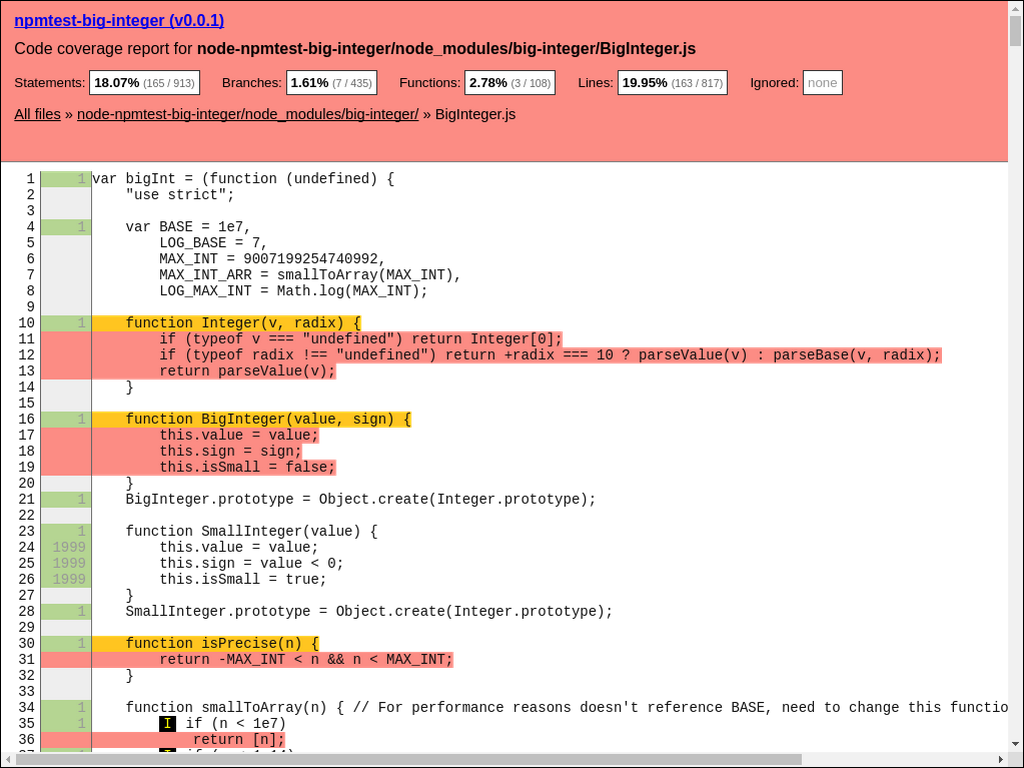 npmtest-big-integer (v0.0.1)
Code coverage report for node-npmtest-big-integer/node_modules/big-integer/BigInteger.js
Statements: 18.07% (165 / 913) Branches: 1.61% (7 / 435) Functions: 2.78% (3 / 108) Lines: 19.95% (163 / 817) Ignored: none
All files » node-npmtest-big-integer/node_modules/big-integer/ » BigInteger.js
1 1 var bigInt = (function (undefined) {
2 "use strict";
3
4 1 var BASE = 1e7,
5 LOG_BASE = 7,
6 MAX_INT = 9007199254740992,
7 MAX_INT_ARR = smallToArray(MAX_INT),
8 LOG_MAX_INT = Math.log(MAX_INT);
9
10 1 function Integer(v, radix) {
11 if (typeof v === "undefined") return Integer[0];
12 if (typeof radix !== "undefined") return +radix === 10 ? parseValue(v) : parseBase(v, radix);
13 return parseValue(v);
14 }
15
16 1 function BigInteger(value, sign) {
17 this.value = value;
18 this.sign = sign;
19 this.isSmall = false;
20 }
21 1 BigInteger.prototype = Object.create(Integer.prototype);
22
23 1 function SmallInteger(value) {
24 1999 this.value = value;
25 1999 this.sign = value < 0;
26 1999 this.isSmall = true;
27 }
28 1 SmallInteger.prototype = Object.create(Integer.prototype);
29
30 1 function isPrecise(n) {
31 return -MAX_INT < n && n < MAX_INT;
32 }
33
34 1 function smallToArray(n) { // For performance reasons doesn't reference BASE, need to change this functio
35 1 I if (n < 1e7)
36 return [n];